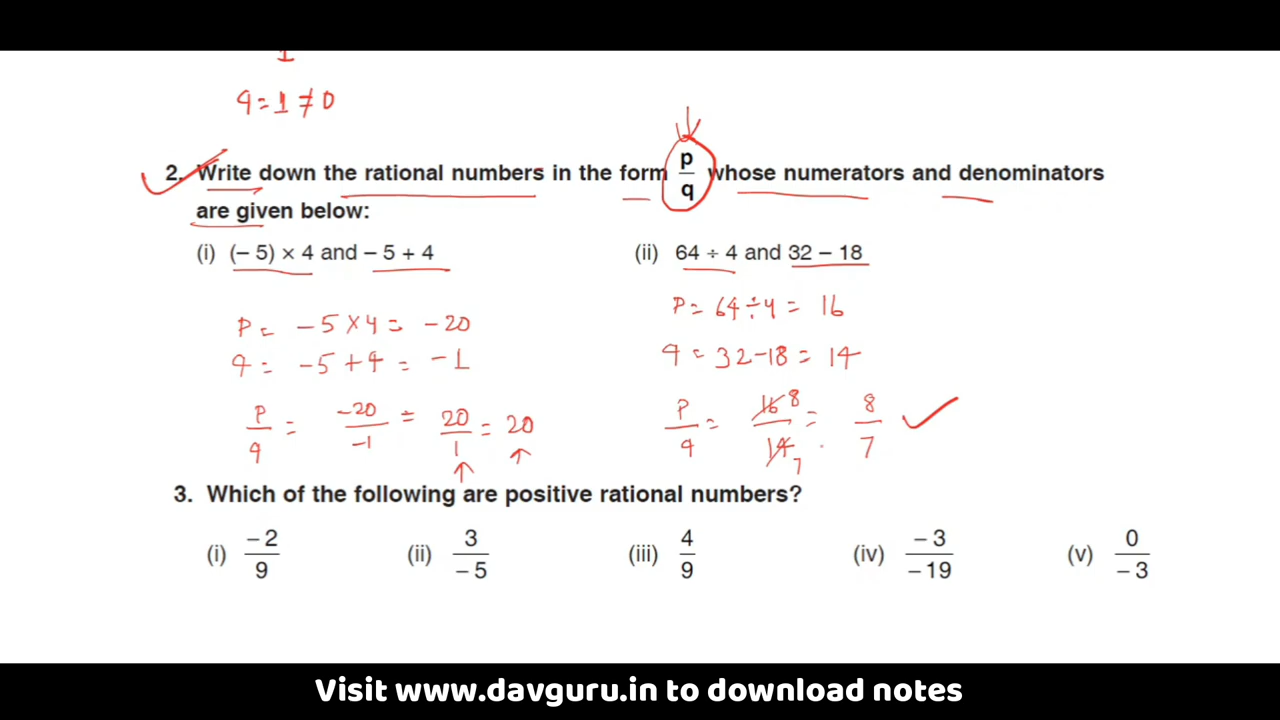 1
q = 1 ≠ 0
2. Write down the rational numbers in the form p/q whose numerators and denominators
are given below:
(i) (– 5) × 4 and – 5 + 4 (ii) 64 ÷ 4 and 32 – 18
P = -5 × 4 = -20
q = -5 + 4 = -1
P/q = -20/-1 = 20/1 = 20
P = 64 ÷ 4 = 16
q = 32 - 18 = 14
P/q = 16 8/14 7 = 8/7
3. Which of the following are positive rational numbers?
(i) –2/9 (ii) 3/–5 (iii) 4/9 (iv) –3/–19 (v) 0/–3
Visit www.davguru.in to download notes